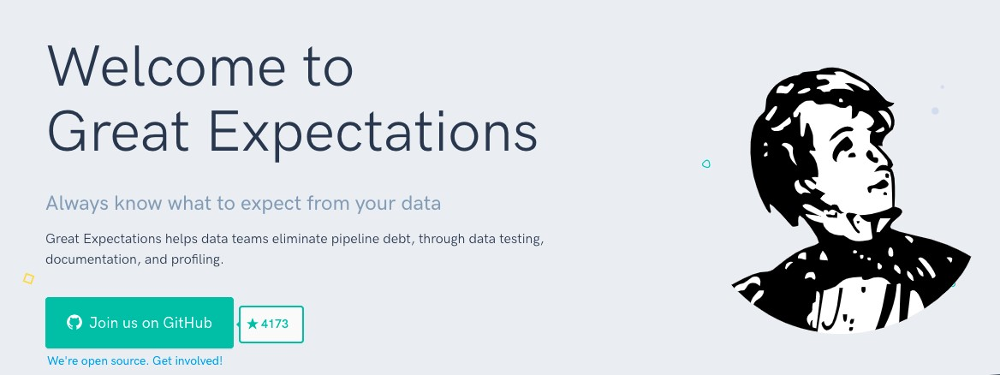 Welcome to
Great Expectations
Always know what to expect from your data
Great Expectations helps data teams eliminate pipeline debt, through data testing,
documentation, and profiling.
Join us on GitHub
4173
We're open source. Get involved!